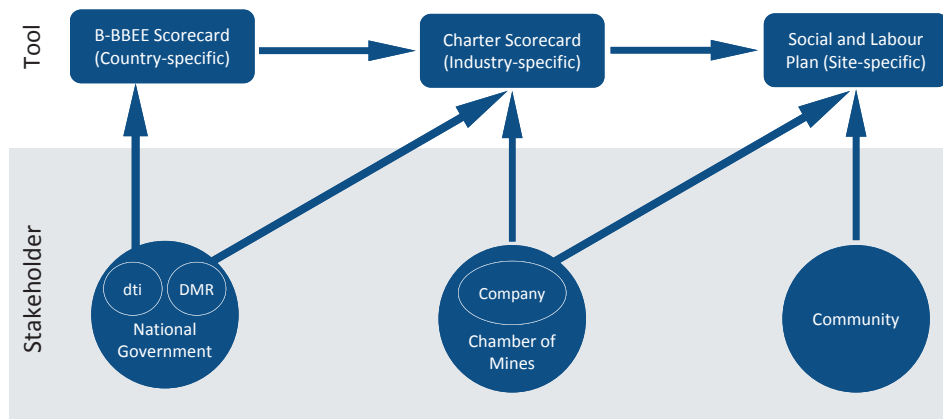 Tool
B-BBEE Scorecard
(Country-specific)
Charter Scorecard
(Industry-specific)
Social and Labour
Plan (Site-specific)
Stakeholder
dti
DMR
National
Government
Company
Chamber of
Mines
Community